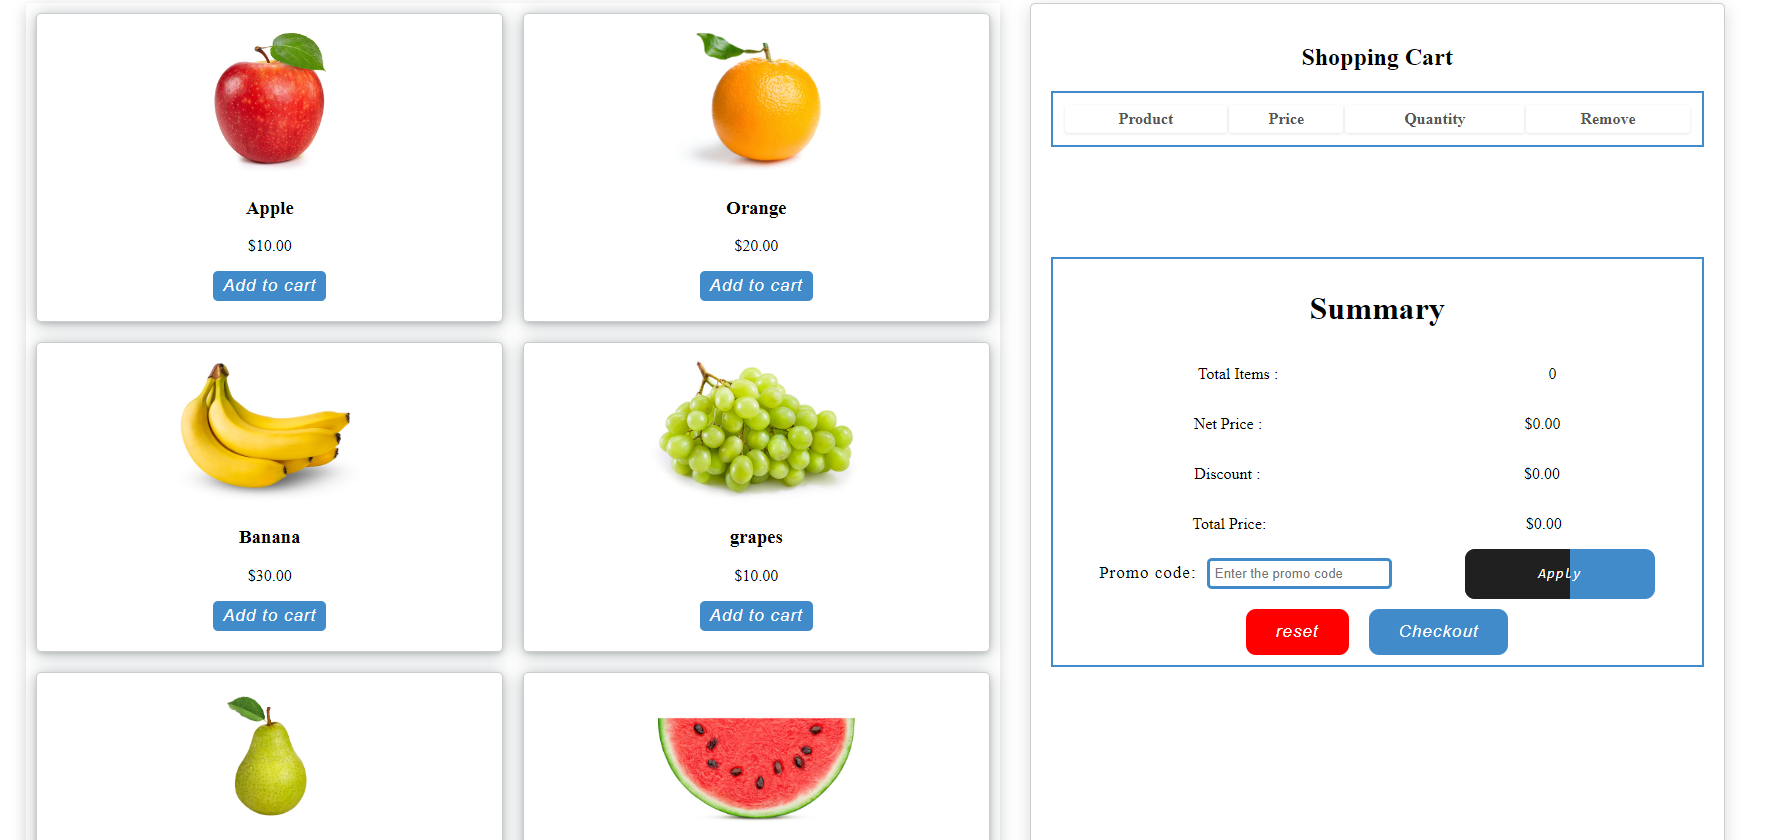 Apple
$10.00
Add to cart
Orange
$20.00
Add to cart
Banana
$30.00
Add to cart
grapes
$10.00
Add to cart
Shopping Cart
Product Price Quantity Remove
Summary
Total Items : 0
Net Price : $0.00
Discount : $0.00
Total Price: $0.00
Promo code: Enter the promo code Apply
reset Checkout